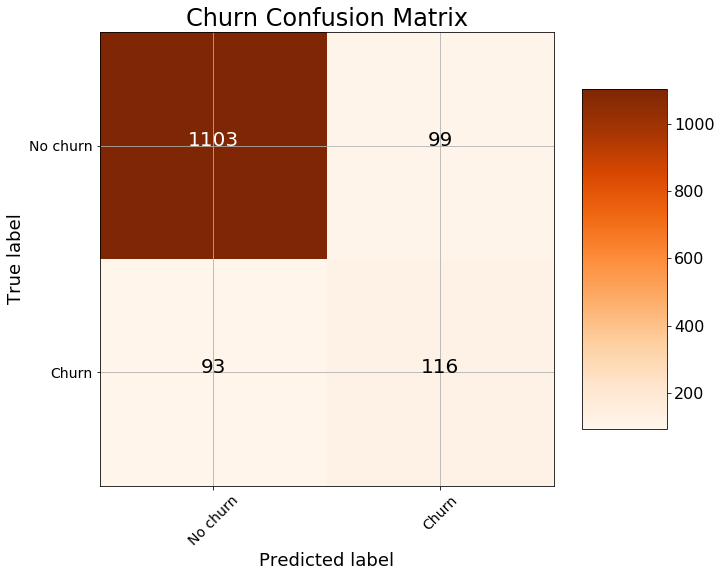 Churn Confusion Matrix
No churn
1103
99
1000
800
600
400
200
True label
Churn
93
116
No churn
Churn
Predicted label